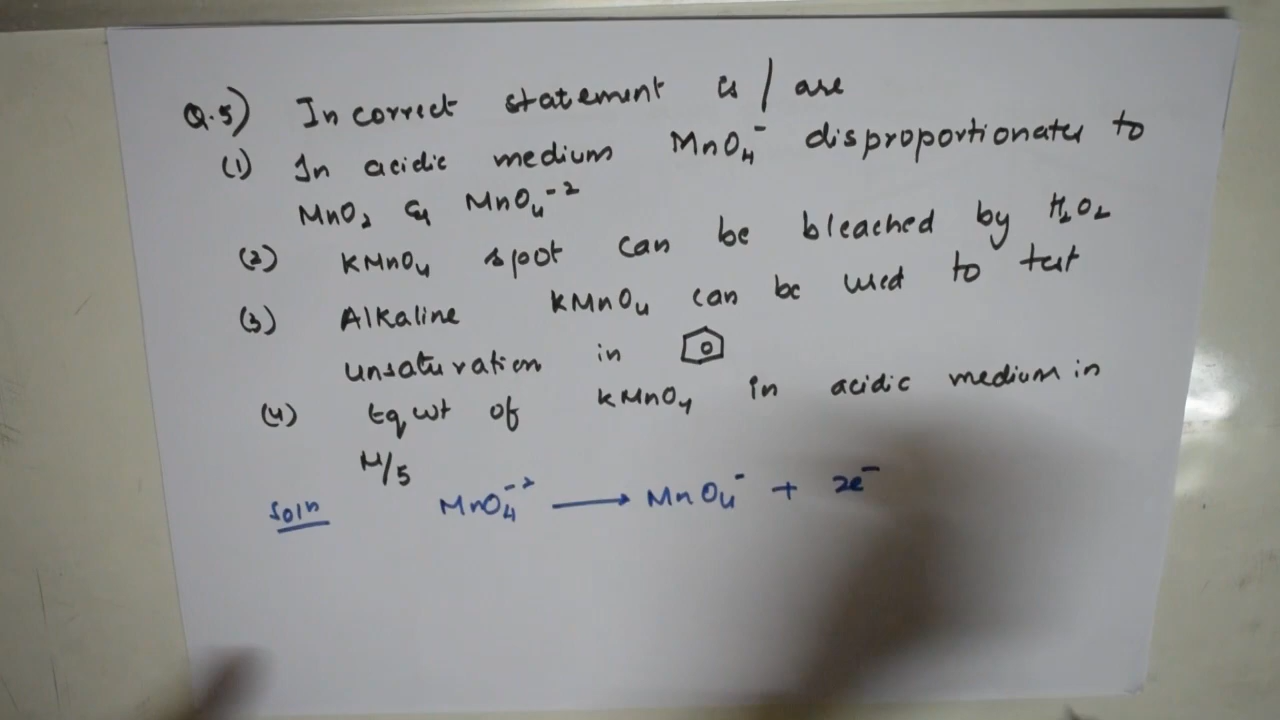 Q.5) Incorrect statement is / are
(1) In acidic medium MnO₄⁻ disproportionates to
MnO₂ & MnO₄⁻²
(2) KMnO₄ spot can be bleached by H₂O₂
(3) Alkaline KMnO₄ can be used to test
unsaturation in
(4) Eq wt of KMnO₄ in acidic medium in
M/5
Soln MnO₄⁻² ⟶ MnO₄⁻ + 2e⁻